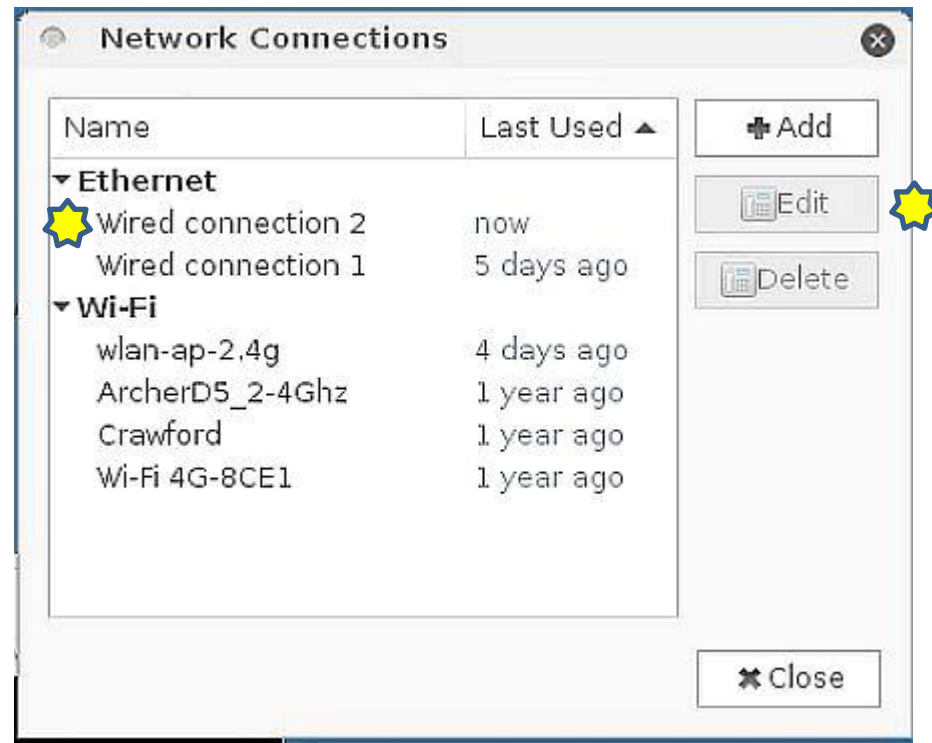 Network Connections
Name Last Used
Add
Ethernet
Edit
Wired connection 2 now
Wired connection 1 5 days ago
Delete
Wi-Fi
wlan-ap-2,4g 4 days ago
ArcherD5_2-4Ghz 1 year ago
Crawford 1 year ago
Wi-Fi 4G-8CE1 1 year ago
Close